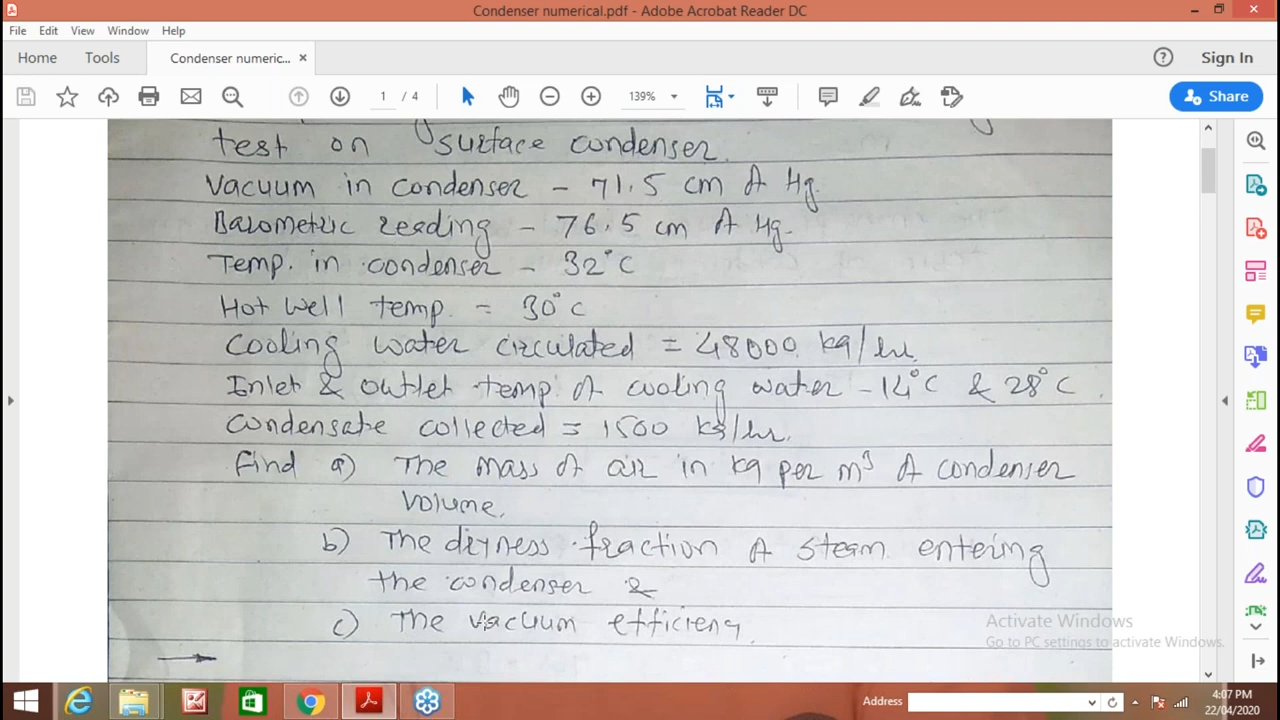 Condenser numerical.pdf - Adobe Acrobat Reader DC
File Edit View Window Help
Home Tools Condenser numeric... ×
Sign In
1 / 4 139% Share
test on surface condenser.
Vacuum in condenser - 71.5 cm of Hg.
Barometric reading - 76.5 cm of Hg.
Temp. in condenser - 32°C
Hot well temp. = 30°C
Cooling water circulated = 48000 kg/hr.
Inlet & outlet temp of cooling water - 14°C & 28°C.
Condensate collected = 1500 kg/hr.
Find a) The mass of air in kg per m³ of condenser
volume.
b) The dryness fraction of steam entering
the condenser &
c) The vacuum efficiency.
Activate Windows
Go to PC settings to activate Windows.
Address
4:07 PM
22/04/2020